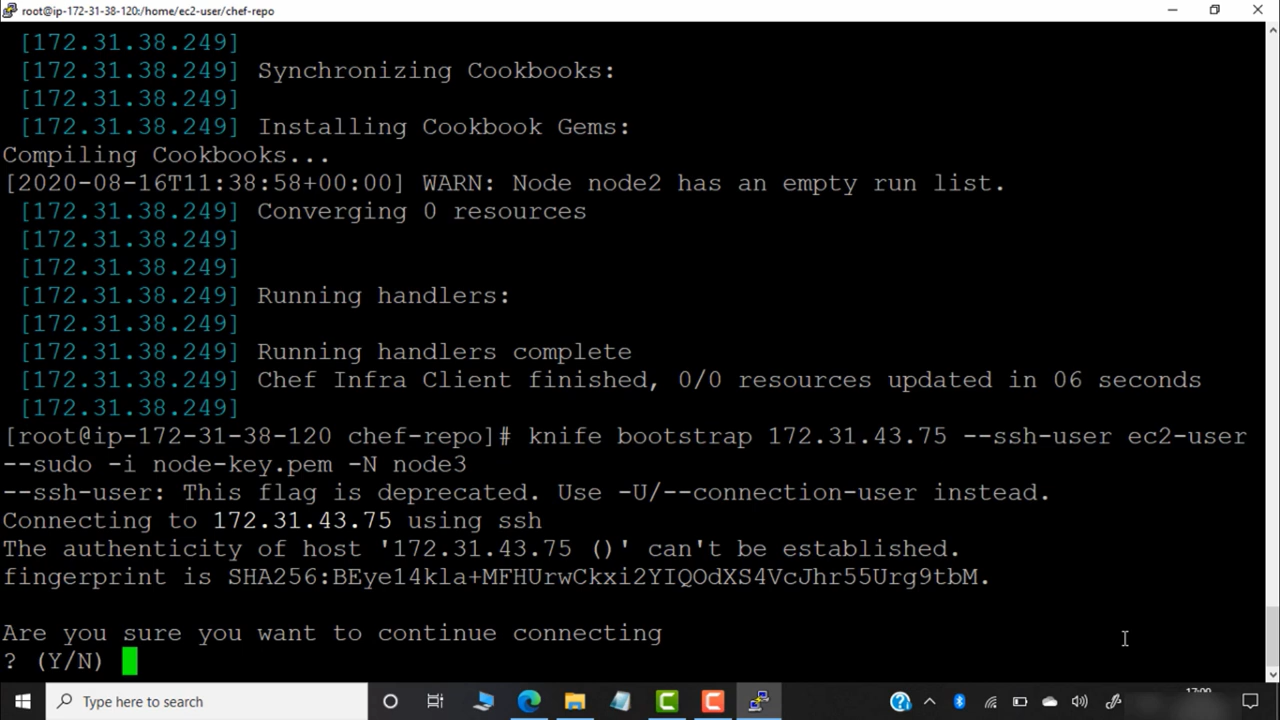 root@ip-172-31-38-120:/home/ec2-user/chef-repo
[172.31.38.249]
[172.31.38.249] Synchronizing Cookbooks:
[172.31.38.249]
[172.31.38.249] Installing Cookbook Gems:
Compiling Cookbooks...
[2020-08-16T11:38:58+00:00] WARN: Node node2 has an empty run list.
[172.31.38.249] Converging 0 resources
[172.31.38.249]
[172.31.38.249]
[172.31.38.249] Running handlers:
[172.31.38.249]
[172.31.38.249] Running handlers complete
[172.31.38.249] Chef Infra Client finished, 0/0 resources updated in 06 seconds
[172.31.38.249]
[root@ip-172-31-38-120 chef-repo]# knife bootstrap 172.31.43.75 --ssh-user ec2-user
--sudo -i node-key.pem -N node3
--ssh-user: This flag is deprecated. Use -U/--connection-user instead.
Connecting to 172.31.43.75 using ssh
The authenticity of host '172.31.43.75 ()' can't be established.
fingerprint is SHA256:BEye14kla+MFHUrwCkxi2YIQOdXS4VcJhr55Urg9tbM.
Are you sure you want to continue connecting
? (Y/N)
Type here to search